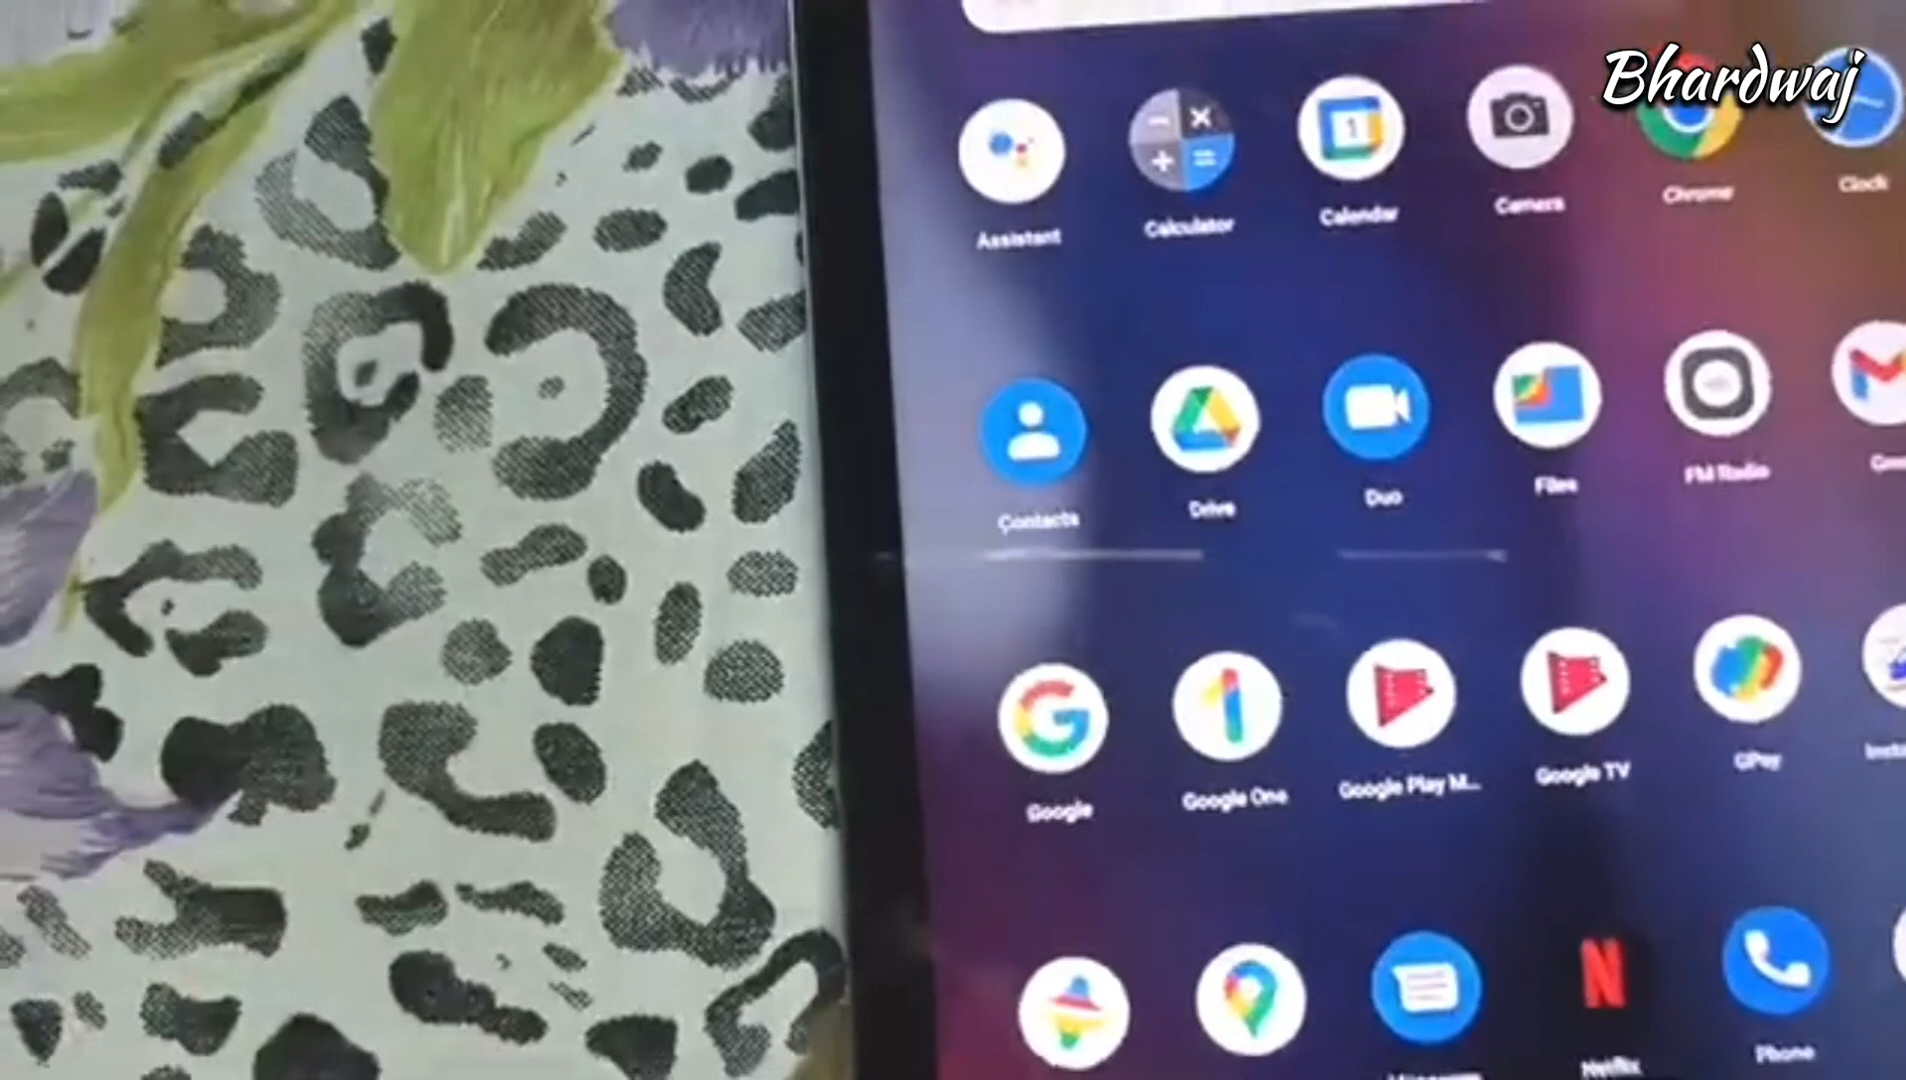 Bhardwaj
Assistant
Calculator
Calendar
Camera
Chrome
Clock
Contacts
Drive
Duo
Files
FM Radio
Google
Google One
Google Play M...
Google TV
GPay
Netflix
Phone